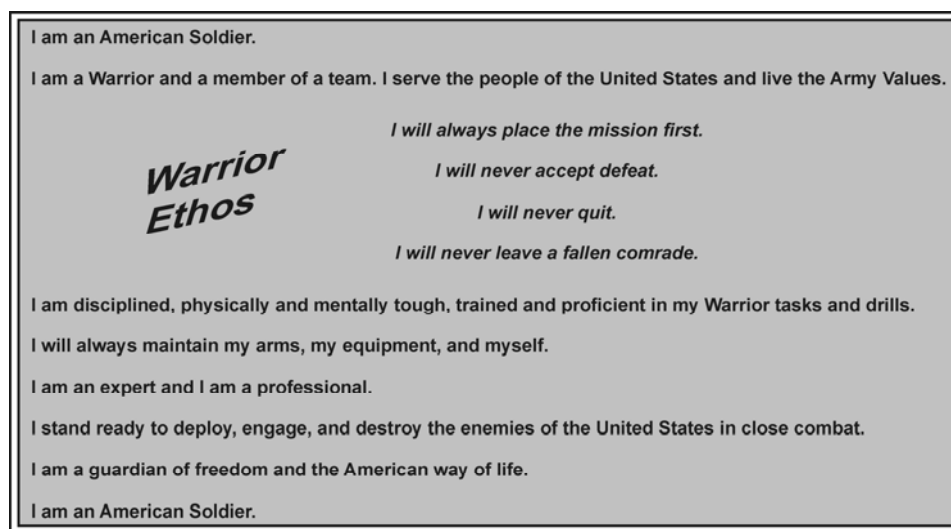 I am an American Soldier.
I am a Warrior and a member of a team. I serve the people of the United States and live the Army Values.
Warrior
Ethos
I will always place the mission first.
I will never accept defeat.
I will never quit.
I will never leave a fallen comrade.
I am disciplined, physically and mentally tough, trained and proficient in my Warrior tasks and drills.
I will always maintain my arms, my equipment, and myself.
I am an expert and I am a professional.
I stand ready to deploy, engage, and destroy the enemies of the United States in close combat.
I am a guardian of freedom and the American way of life.
I am an American Soldier.